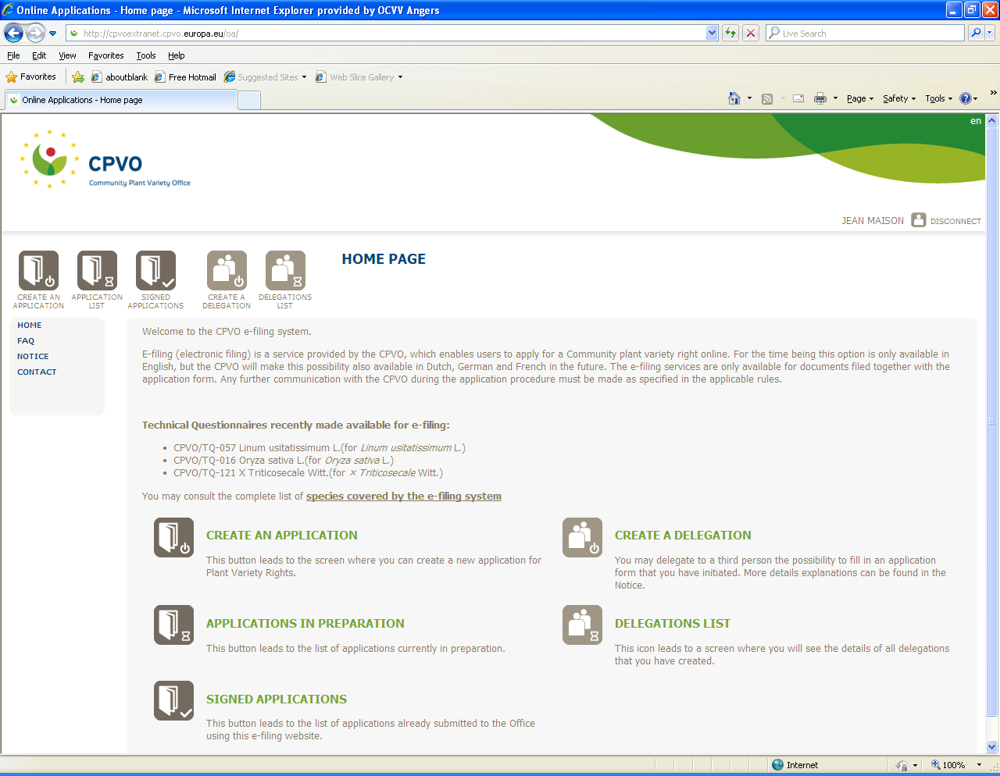 Online Applications - Home page - Microsoft Internet Explorer provided by OCVV Angers
http://cpvoextranet.cpvo.europa.eu/oa/
Live Search
File Edit View Favorites Tools Help
Favorites aboutblank Free Hotmail Suggested Sites Web Slice Gallery
Online Applications - Home page
Page Safety Tools
en
CPVO
Community Plant Variety Office
JEAN MAISON DISCONNECT
HOME PAGE
CREATE AN APPLICATION SIGNED CREATE A DELEGATIONS
APPLICATION LIST APPLICATIONS DELEGATION LIST
HOME
FAQ
NOTICE
CONTACT
Welcome to the CPVO e-filing system.
E-filing (electronic filing) is a service provided by the CPVO, which enables users to apply for a Community plant variety right online. For the time being this option is only available in
English, but the CPVO will make this possibility also available in Dutch, German and French in the future. The e-filing services are only available for documents filed together with the
application form. Any further communication with the CPVO during the application procedure must be made as specified in the applicable rules.
Technical Questionnaires recently made available for e-filing:
• CPVO/TQ-057 Linum usitatissimum L.(for Linum usitatissimum L.)
• CPVO/TQ-016 Oryza sativa L.(for Oryza sativa L.)
• CPVO/TQ-121 X Triticosecale Witt.(for × Triticosecale Witt.)
You may consult the complete list of species covered by the e-filing system
CREATE AN APPLICATION
This button leads to the screen where you can create a new application for
Plant Variety Rights.
CREATE A DELEGATION
You may delegate to a third person the possibility to fill in an application
form that you have initiated. More details explanations can be found in the
Notice.
APPLICATIONS IN PREPARATION
This button leads to the list of applications currently in preparation.
DELEGATIONS LIST
This icon leads to a screen where you will see the details of all delegations
that you have created.
SIGNED APPLICATIONS
This button leads to the list of applications already submitted to the Office
using this e-filing website.
Internet
100%